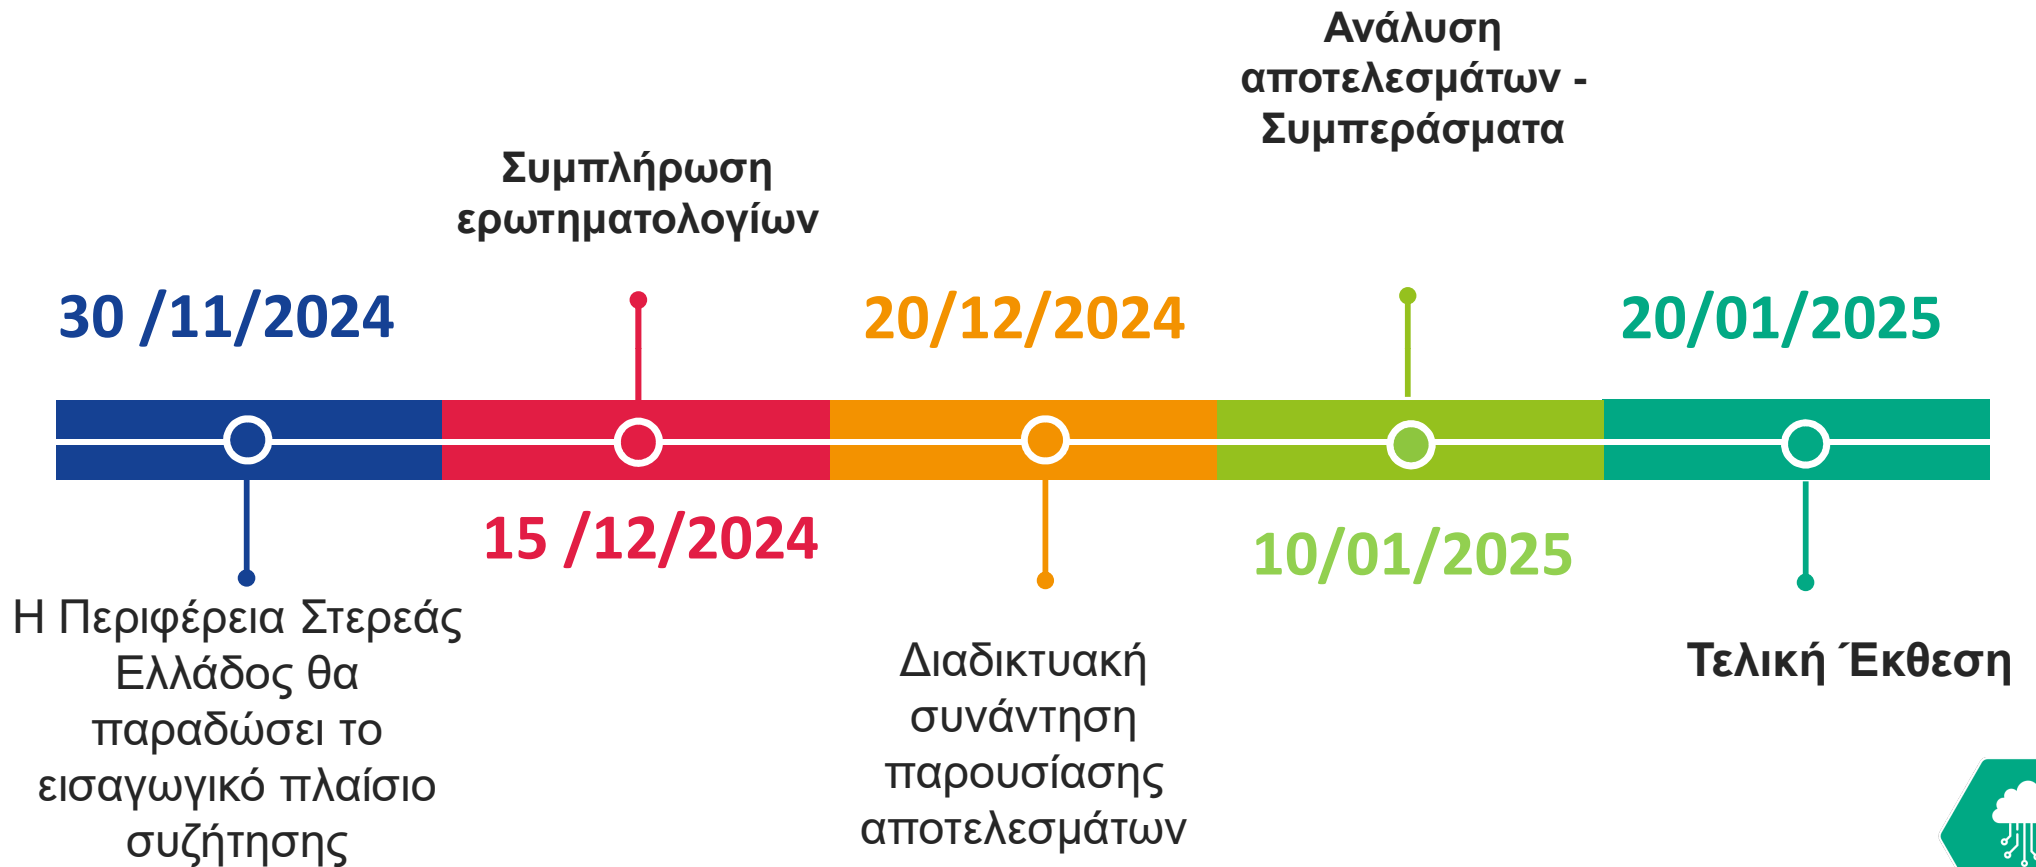 30 /11/2024
Η Περιφέρεια Στερεάς
Ελλάδος θα
παραδώσει το
εισαγωγικό πλαίσιο
συζήτησης
Συμπλήρωση
ερωτηματολογίων
15 /12/2024
20/12/2024
Διαδικτυακή
συνάντηση
παρουσίασης
αποτελεσμάτων
Ανάλυση
αποτελεσμάτων -
Συμπεράσματα
10/01/2025
20/01/2025
Τελική ΄Εκθεση